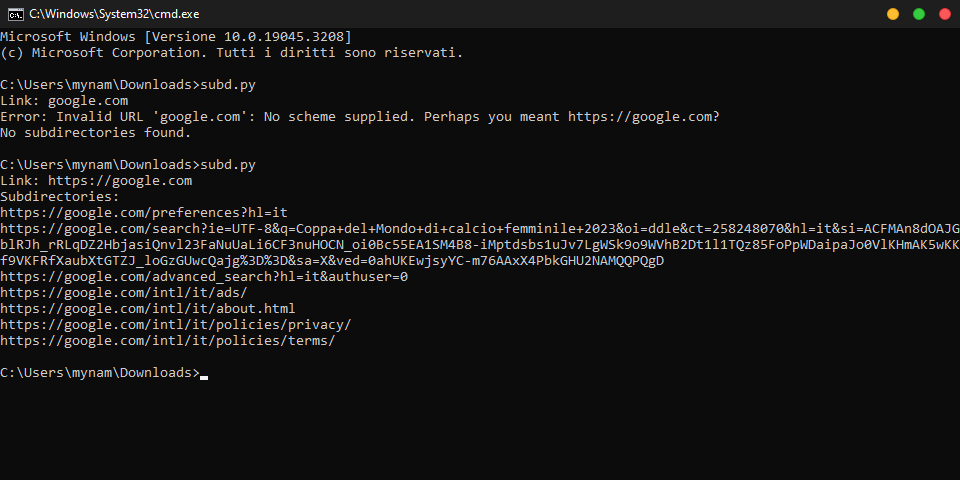 C:\Windows\System32\cmd.exe
Microsoft Windows [Versione 10.0.19045.3208]
(c) Microsoft Corporation. Tutti i diritti sono riservati.
C:\Users\mynam\Downloads>subd.py
Link: google.com
Error: Invalid URL 'google.com': No scheme supplied. Perhaps you meant https://google.com?
No subdirectories found.
C:\Users\mynam\Downloads>subd.py
Link: https://google.com
Subdirectories:
https://google.com/preferences?hl=it
https://google.com/search?ie=UTF-8&q=Coppa+del+Mondo+di+calcio+femminile+2023&oi=ddle&ct=258248070&hl=it&si=ACFMAn8dOAJG
blRJh_rRLqDZ2HbjasiQnvl23FaNuUaLi6CF3nuHOCN_oi0Bc55EA1SM4B8-iMptdsbs1uJv7LgWSk9o9WVhB2Dt1l1TQz85FoPpWDaipaJo0VlKHmAK5wKK
f9VKFRfXaubXtGTZJ_loGzGUwcQajg%3D%3D&sa=X&ved=0ahUKEwjsyYC-m76AAxX4PbkGHU2NAMQQPQgD
https://google.com/advanced_search?hl=it&authuser=0
https://google.com/intl/it/ads/
https://google.com/intl/it/about.html
https://google.com/intl/it/policies/privacy/
https://google.com/intl/it/policies/terms/
C:\Users\mynam\Downloads>